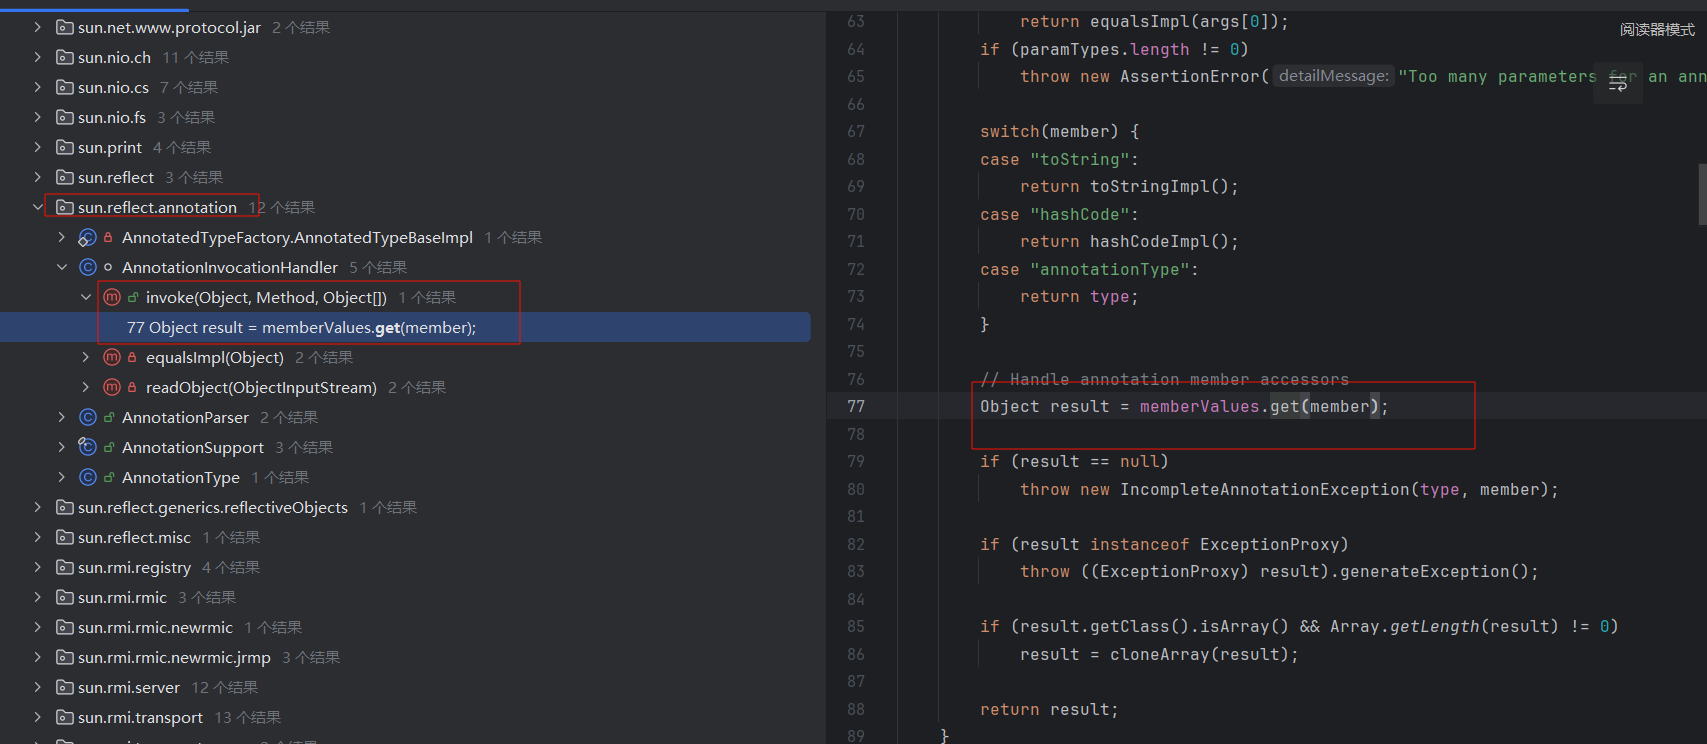 sun.net.www.protocol.jar 2 个结果
sun.nio.ch 11 个结果
sun.nio.cs 7 个结果
sun.nio.fs 3 个结果
sun.print 4 个结果
sun.reflect 3 个结果
sun.reflect.annotation 12 个结果
AnnotatedTypeFactory.AnnotatedTypeBaseImpl 1 个结果
AnnotationInvocationHandler 5 个结果
invoke(Object, Method, Object[]) 1 个结果
77 Object result = memberValues.get(member);
equalsImpl(Object) 2 个结果
readObject(ObjectInputStream) 2 个结果
AnnotationParser 2 个结果
AnnotationSupport 3 个结果
AnnotationType 1 个结果
sun.reflect.generics.reflectiveObjects 1 个结果
sun.reflect.misc 1 个结果
sun.rmi.registry 4 个结果
sun.rmi.rmic 3 个结果
sun.rmi.rmic.newrmic 1 个结果
sun.rmi.rmic.newrmic.jrmp 3 个结果
sun.rmi.server 12 个结果
sun.rmi.transport 13 个结果
阅读器模式
63 return equalsImpl(args[0]);
64 if (paramTypes.length != 0)
65 throw new AssertionError( detailMessage: "Too many parameters for an ann
66
67 switch(member) {
68 case "toString":
69 return toStringImpl();
70 case "hashCode":
71 return hashCodeImpl();
72 case "annotationType":
73 return type;
74 }
75
76 // Handle annotation member accessors
77 Object result = memberValues.get(member);
78
79 if (result == null)
80 throw new IncompleteAnnotationException(type, member);
81
82 if (result instanceof ExceptionProxy)
83 throw ((ExceptionProxy) result).generateException();
84
85 if (result.getClass().isArray() && Array.getLength(result) != 0)
86 result = cloneArray(result);
87
88 return result;
89 }